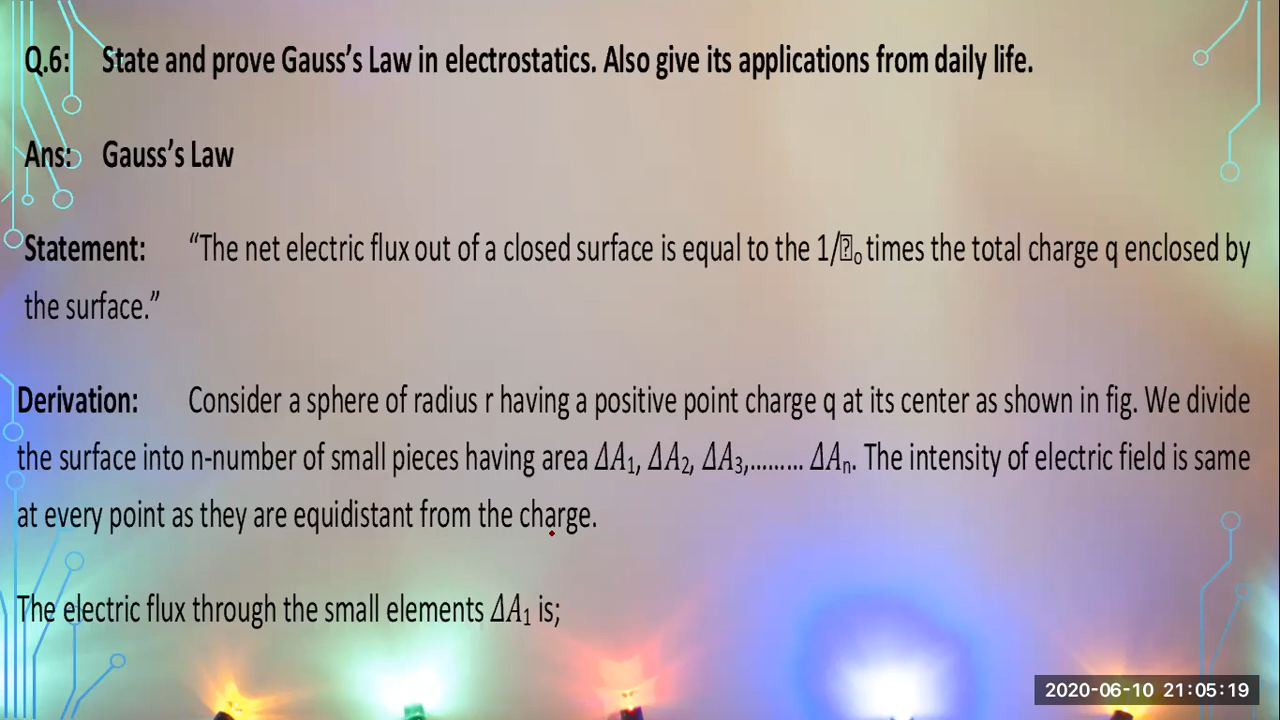 Q.6: State and prove Gauss’s Law in electrostatics. Also give its applications from daily life.
Ans: Gauss’s Law
Statement: “The net electric flux out of a closed surface is equal to the 1/⍰₀ times the total charge q enclosed by
the surface.”
Derivation: Consider a sphere of radius r having a positive point charge q at its center as shown in fig. We divide
the surface into n-number of small pieces having area ΔA₁, ΔA₂, ΔA₃,……… ΔAₙ. The intensity of electric field is same
at every point as they are equidistant from the charge.
The electric flux through the small elements ΔA₁ is;
2020-06-10 21:05:19